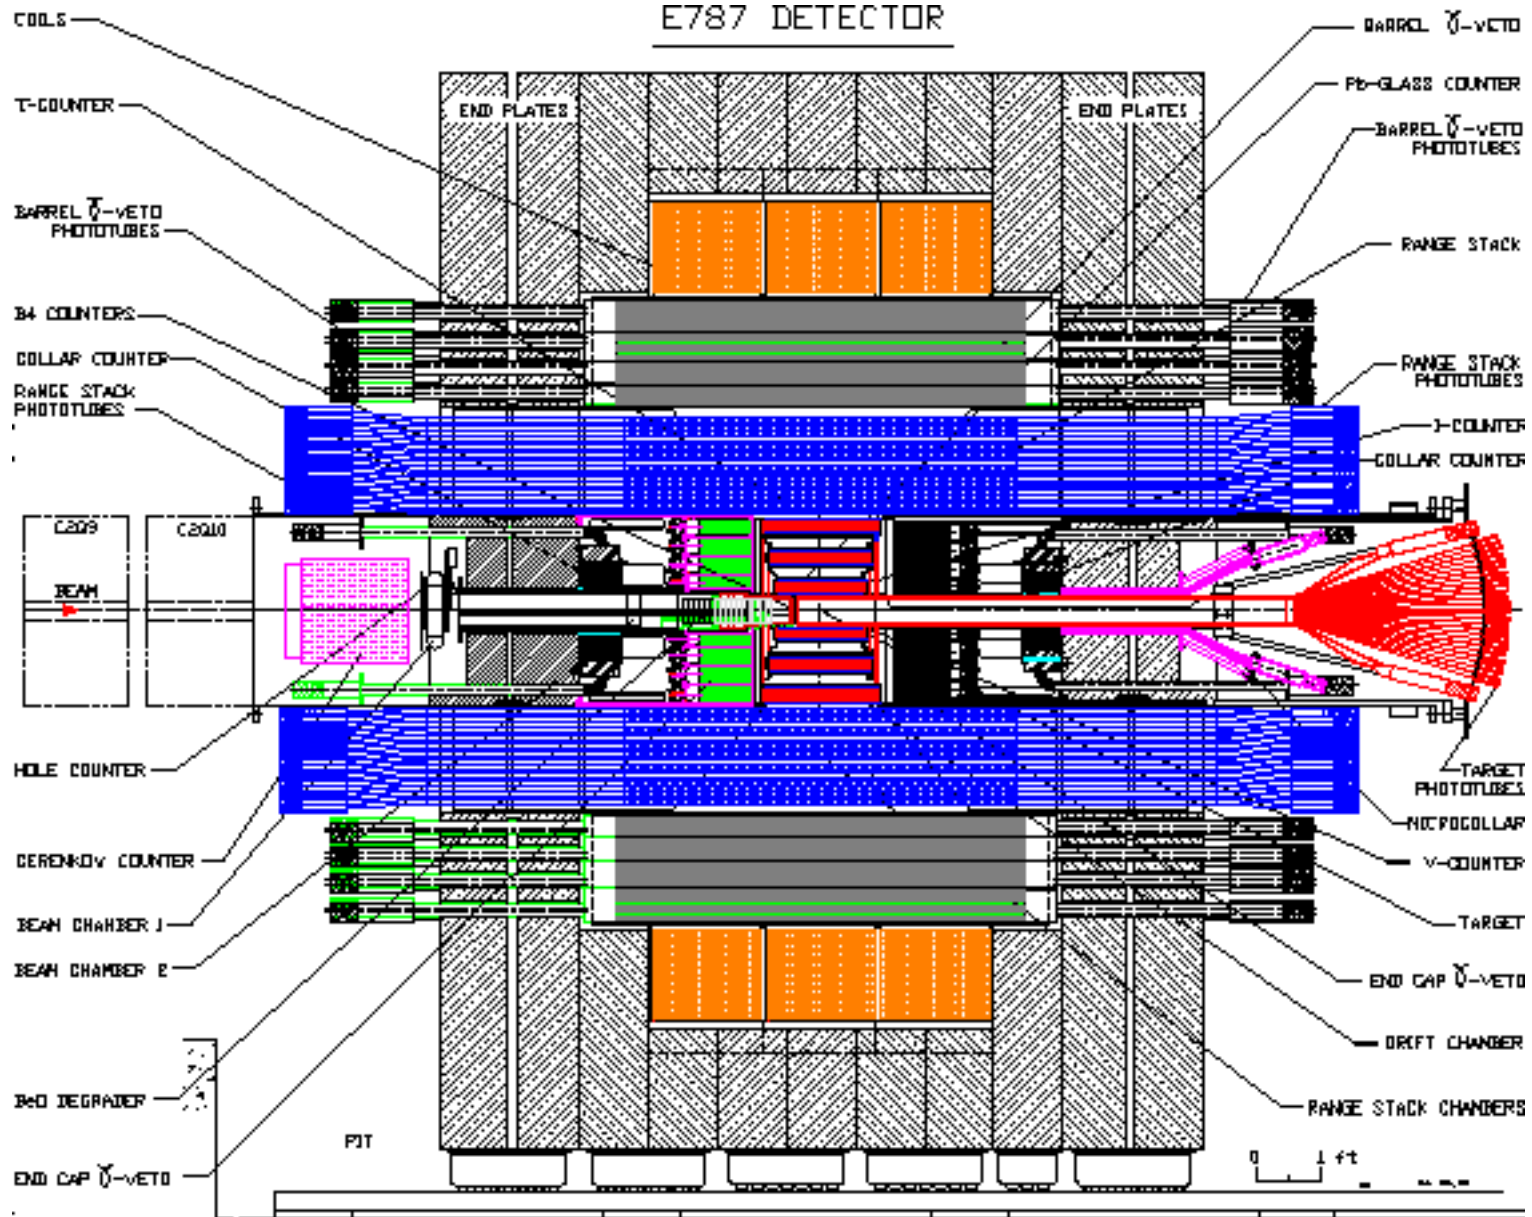 E787 DETECTOR
COILS
T-COUNTER
BARREL γ-VETO
PHOTOTUBES
B4 COUNTERS
COLLAR COUNTER
RANGE STACK
PHOTOTUBES
END PLATES
END PLATES
BARREL γ-VETO
Pb-GLASS COUNTER
BARREL γ-VETO
PHOTOTUBES
RANGE STACK
RANGE STACK
PHOTOTUBES
I-COUNTER
COLLAR COUNTER
C2Q9
C2Q10
BEAM
HOLE COUNTER
CERENKOV COUNTER
BEAM CHAMBER 1
BEAM CHAMBER 2
BeO DEGRADER
END CAP γ-VETO
PIT
TARGET
PHOTOTUBES
MICROCOLLAR
V-COUNTER
TARGET
END CAP γ-VETO
DRIFT CHAMBER
RANGE STACK CHAMBERS
0 1 ft